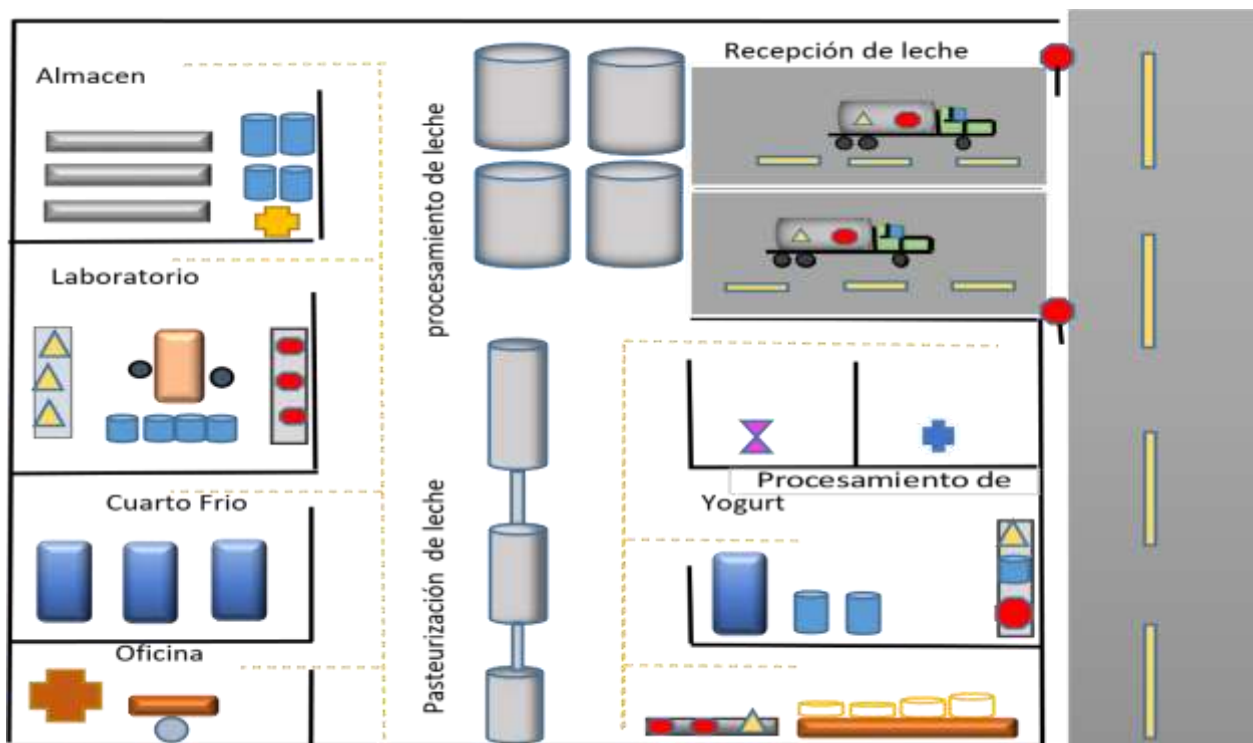 Almacen
Laboratorio
Cuarto Frio
Oficina
procesamiento de leche
Pasteurización de leche
Recepción de leche
Procesamiento de
Yogurt